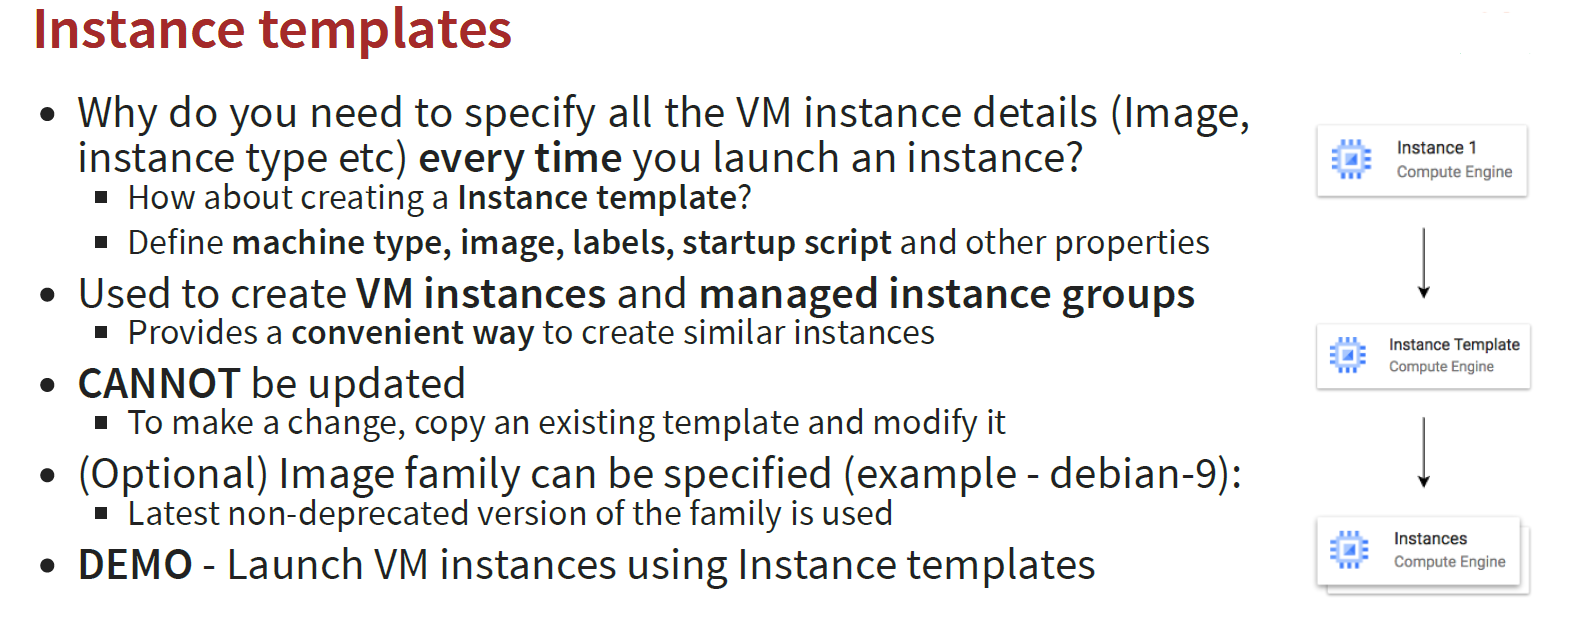 Instance templates
• Why do you need to specify all the VM instance details (Image,
instance type etc) every time you launch an instance?
▪ How about creating a Instance template?
▪ Define machine type, image, labels, startup script and other properties
• Used to create VM instances and managed instance groups
▪ Provides a convenient way to create similar instances
• CANNOT be updated
▪ To make a change, copy an existing template and modify it
• (Optional) Image family can be specified (example - debian-9):
▪ Latest non-deprecated version of the family is used
• DEMO - Launch VM instances using Instance templates
Instance 1
Compute Engine
Instance Template
Compute Engine
Instances
Compute Engine